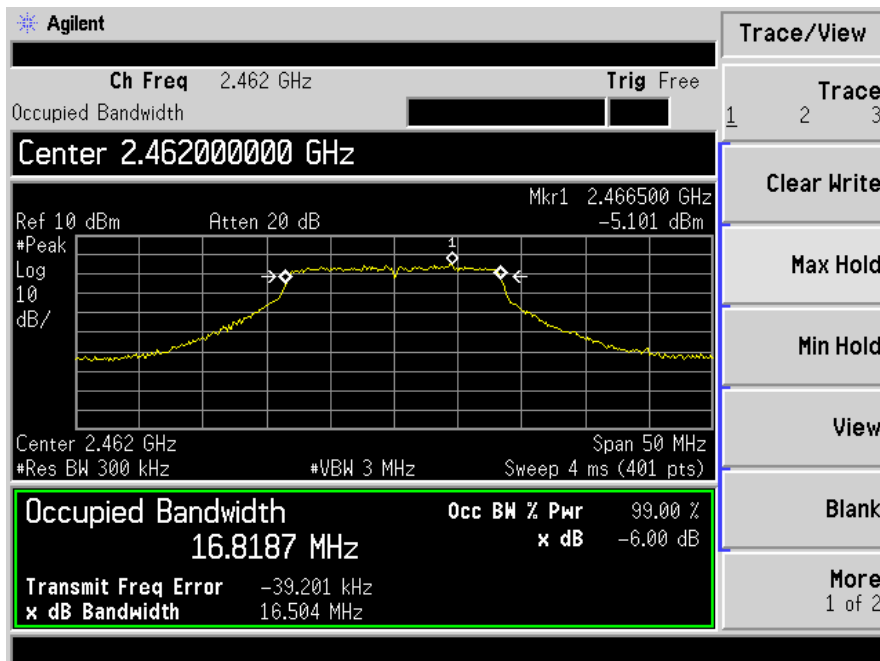 Agilent
Trace/View
Ch Freq 2.462 GHz Trig Free
Occupied Bandwidth
Trace
1 2 3
Center 2.462000000 GHz
Clear Write
Mkr1 2.466500 GHz
Ref 10 dBm Atten 20 dB -5.101 dBm
#Peak
1
Log
10
dB/
Max Hold
Min Hold
View
Center 2.462 GHz Span 50 MHz
#Res BW 300 kHz #VBW 3 MHz Sweep 4 ms (401 pts)
Occupied Bandwidth Occ BW % Pwr 99.00 %
16.8187 MHz x dB -6.00 dB
Blank
Transmit Freq Error -39.201 kHz
x dB Bandwidth 16.504 MHz
More
1 of 2